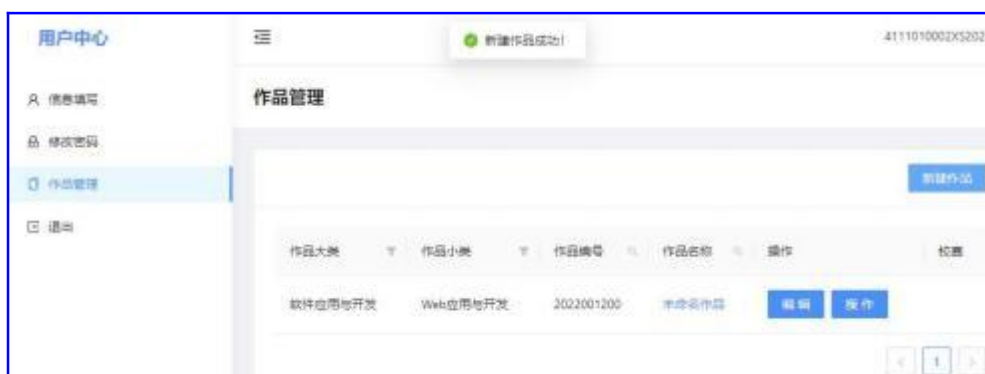 用户中心
新建作品成功!
4111010002XS202
信息填写
作品管理
修改密码
作品管理
新建作品
退出
作品大类 作品小类 作品编号 作品名称 操作 校赛
软件应用与开发 Web应用与开发 2022001200 未命名作品 编辑 操作
1